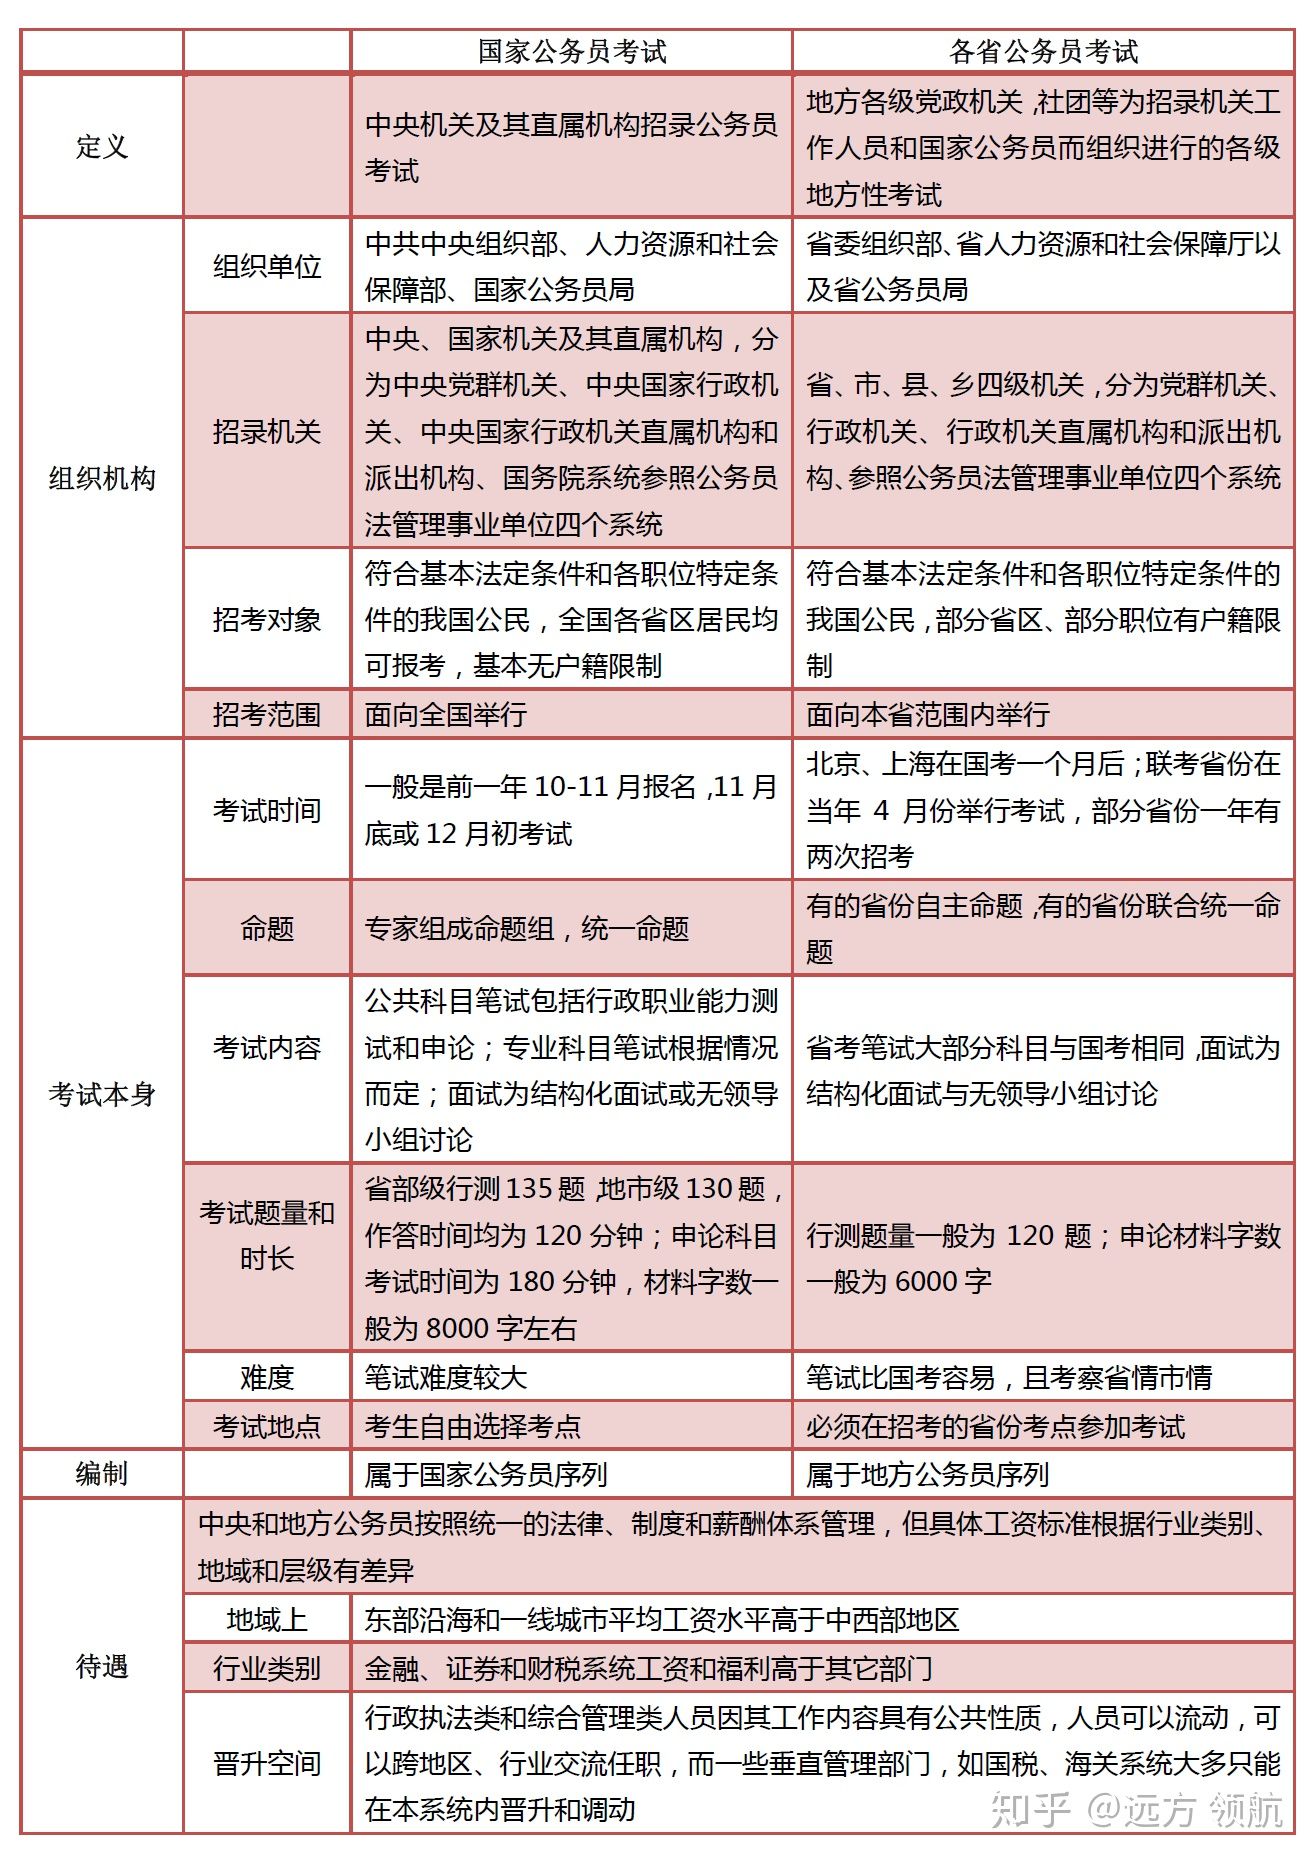 国家公务员考试
各省公务员考试
定义
中央机关及其直属机构招录公务员
考试
地方各级党政机关,社团等为招录机关工
作人员和国家公务员而组织进行的各级
地方性考试
组织机构
组织单位
中共中央组织部、人力资源和社会
保障部、国家公务员局
省委组织部、省人力资源和社会保障厅以
及省公务员局
招录机关
中央、国家机关及其直属机构，分
为中央党群机关、中央国家行政机
关、中央国家行政机关直属机构和
派出机构、国务院系统参照公务员
法管理事业单位四个系统
省、市、县、乡四级机关,分为党群机关、
行政机关、行政机关直属机构和派出机
构、参照公务员法管理事业单位四个系统
招考对象
符合基本法定条件和各职位特定条
件的我国公民，全国各省区居民均
可报考，基本无户籍限制
符合基本法定条件和各职位特定条件的
我国公民,部分省区、部分职位有户籍限
制
招考范围
面向全国举行
面向本省范围内举行
考试本身
考试时间
一般是前一年10-11月报名,11月
底或12月初考试
北京、上海在国考一个月后;联考省份在
当年 4 月份举行考试，部分省份一年有
两次招考
命题
专家组成命题组，统一命题
有的省份自主命题,有的省份联合统一命
题
考试内容
公共科目笔试包括行政职业能力测
试和申论；专业科目笔试根据情况
而定；面试为结构化面试或无领导
小组讨论
省考笔试大部分科目与国考相同,面试为
结构化面试与无领导小组讨论
考试题量和
时长
省部级行测135题,地市级130题，
作答时间均为120分钟；申论科目
考试时间为180分钟，材料字数一
般为8000字左右
行测题量一般为 120 题；申论材料字数
一般为6000字
难度
笔试难度较大
笔试比国考容易，且考察省情市情
考试地点
考生自由选择考点
必须在招考的省份考点参加考试
编制
属于国家公务员序列
属于地方公务员序列
待遇
中央和地方公务员按照统一的法律、制度和薪酬体系管理，但具体工资标准根据行业类别、
地域和层级有差异
地域上
东部沿海和一线城市平均工资水平高于中西部地区
行业类别
金融、证券和财税系统工资和福利高于其它部门
晋升空间
行政执法类和综合管理类人员因其工作内容具有公共性质，人员可以流动，可
以跨地区、行业交流任职，而一些垂直管理部门，如国税、海关系统大多只能
在本系统内晋升和调动
知乎 @远方 领航